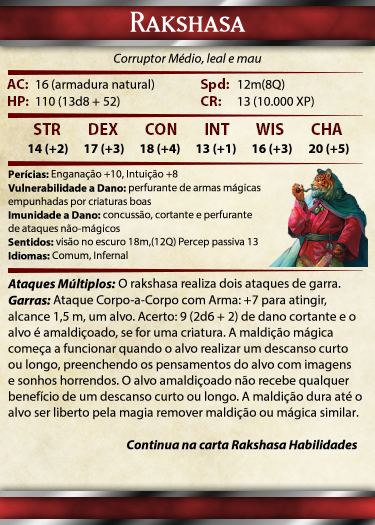 Rakshasa
Corruptor Médio, leal e mau
AC: 16 (armadura natural) Spd: 12m(8Q)
HP: 110 (13d8 + 52) CR: 13 (10.000 XP)
STR DEX CON INT WIS CHA
14 (+2) 17 (+3) 18 (+4) 13 (+1) 16 (+3) 20 (+5)
Perícias: Enganação +10, Intuição +8
Vulnerabilidade a Dano: perfurante de armas mágicas
empunhadas por criaturas boas
Imunidade a Dano: concussão, cortante e perfurante
de ataques não-mágicos
Sentidos: visão no escuro 18m,(12Q) Percep passiva 13
Idiomas: Comum, Infernal
Ataques Múltiplos: O rakshasa realiza dois ataques de garra.
Garras: Ataque Corpo-a-Corpo com Arma: +7 para atingir,
alcance 1,5 m, um alvo. Acerto: 9 (2d6 + 2) de dano cortante e o
alvo é amaldiçoado, se for uma criatura. A maldição mágica
começa a funcionar quando o alvo realizar um descanso curto
ou longo, preenchendo os pensamentos do alvo com imagens
e sonhos horrendos. O alvo amaldiçoado não recebe qualquer
benefício de um descanso curto ou longo. A maldição dura até o
alvo ser liberto pela magia remover maldição ou mágica similar.
Continua na carta Rakshasa Habilidades